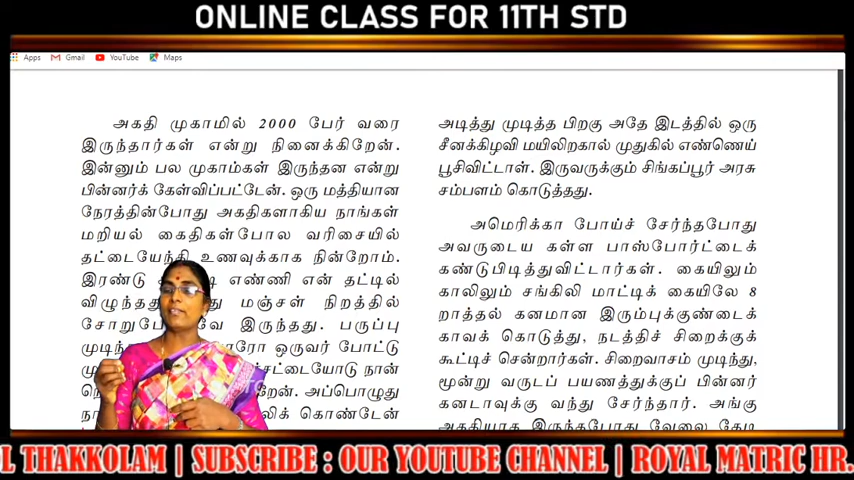 ONLINE CLASS FOR 11TH STD
Apps Gmail YouTube Maps
அகதி முகாமில் 2000 பேர் வரை
இருந்தார்கள் என்று நினைக்கிறேன்.
இன்னும் பல முகாம்கள் இருந்தன என்று
பின்னர்க் கேள்விப்பட்டேன். ஒரு மத்தியான
நேரத்தின்போது அகதிகளாகிய நாங்கள்
மறியல் கைதிகள்போல வரிசையில்
தட்டையேந்தி உணவுக்காக நின்றோம்.
இரண்டு எண்ணி என் தட்டில்
மஞ்சள் நிறத்தில்
இருந்தது. பருப்பு
ஒருவர் போட்டு
நான்
அப்பொழுது
கொண்டேன்
அடித்து முடித்த பிறகு அதே இடத்தில் ஒரு
சீனக்கிழவி மயிலிறகால் முதுகில் எண்ணெய்
பூசிவிட்டாள். இருவருக்கும் சிங்கப்பூர் அரசு
சம்பளம் கொடுத்தது.
அமெரிக்கா போய்ச் சேர்ந்தபோது
அவருடைய கள்ள பாஸ்போர்ட்டைக்
கண்டுபிடித்துவிட்டார்கள். கையிலும்
காலிலும் சங்கிலி மாட்டிக் கையிலே 8
றாத்தல் கனமான இரும்புக்குண்டைக்
காவக் கொடுத்து, நடத்திச் சிறைக்குக்
கூட்டிச் சென்றார்கள். சிறைவாசம் முடிந்து,
மூன்று வருடப் பயணத்துக்குப் பின்னர்
கனடாவுக்கு வந்து சேர்ந்தார். அங்கு
அகதியாக இருந்தபோது வேலை தேடி
L THAKKOLAM | SUBSCRIBE : OUR YOUTUBE CHANNEL | ROYAL MATRIC HR.